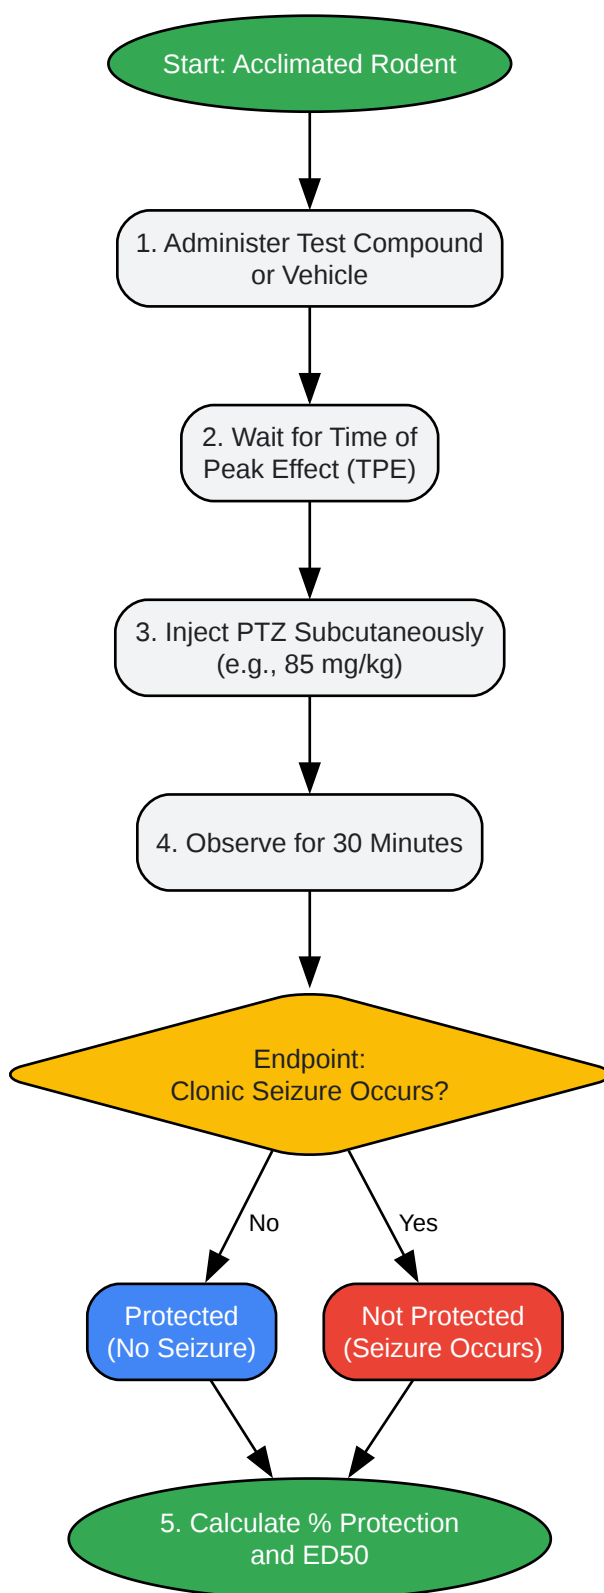 Start: Acclimated Rodent
1. Administer Test Compound
or Vehicle
2. Wait for Time of
Peak Effect (TPE)
3. Inject PTZ Subcutaneously
(e.g., 85 mg/kg)
4. Observe for 30 Minutes
Endpoint:
Clonic Seizure Occurs?
No
Yes
Protected
(No Seizure)
Not Protected
(Seizure Occurs)
5. Calculate % Protection
and ED50